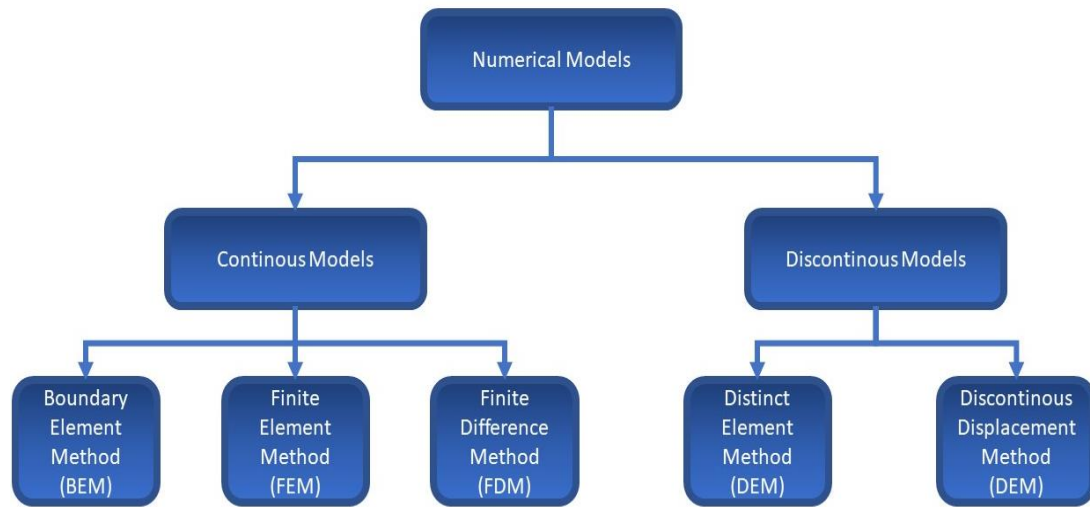 Numerical Models
Continous Models
Discontinous Models
Boundary
Element
Method
(BEM)
Finite
Element
Method
(FEM)
Finite
Difference
Method
(FDM)
Distinct
Element
Method
(DEM)
Discontinous
Displacement
Method
(DEM)